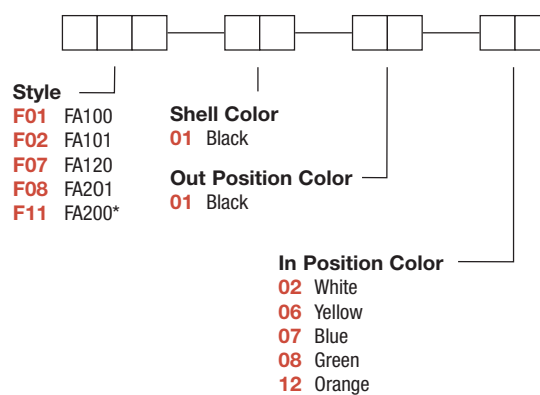 Style
F01 FA100
F02 FA101
F07 FA120
F08 FA201
F11 FA200*
Shell Color
01 Black
Out Position Color
01 Black
In Position Color
02 White
06 Yellow
07 Blue
08 Green
12 Orange